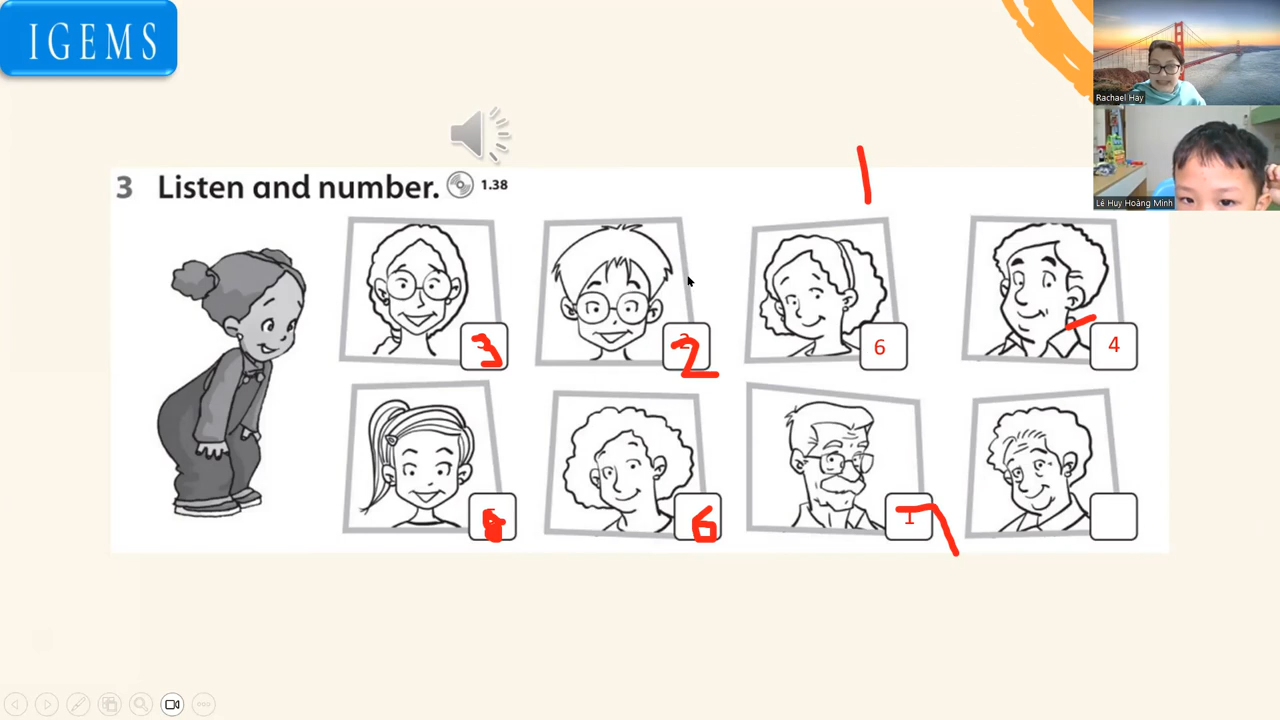 IGEMS
Rachael Hay
Lê Huy Hoàng Minh
1
3 Listen and number. 1.38
3 2 6 4
6 1